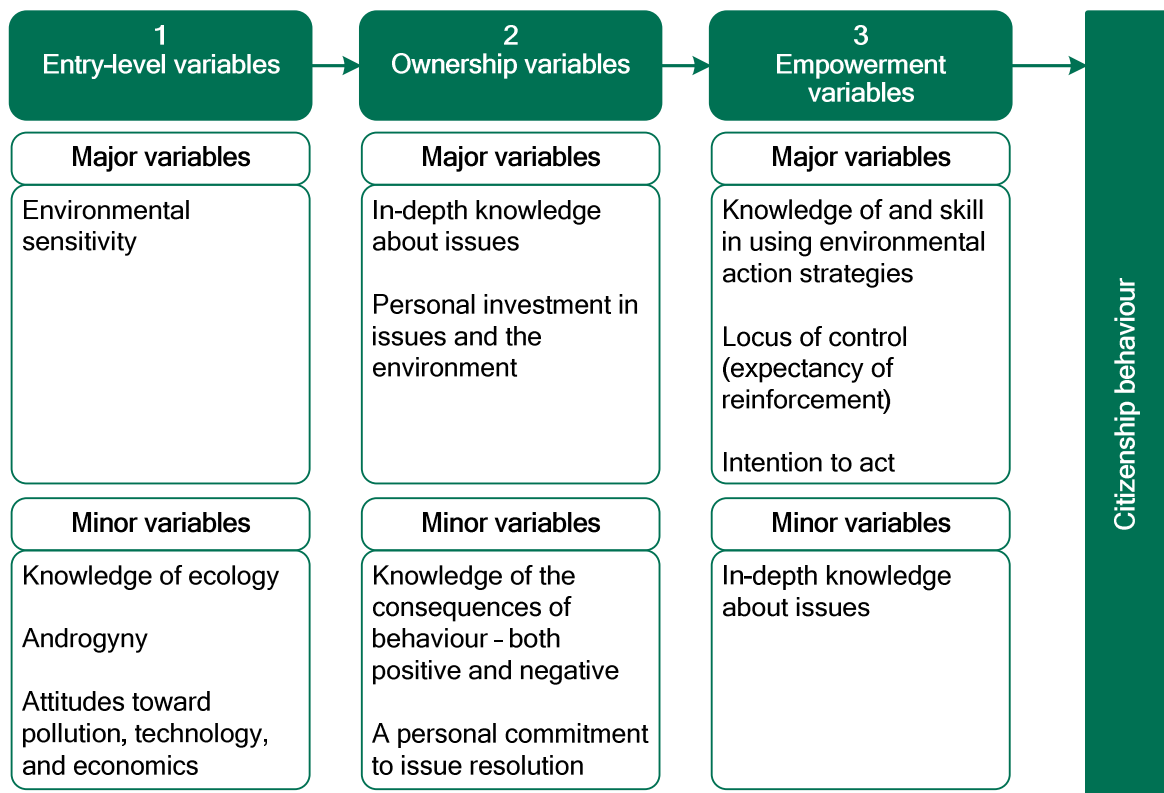 1
Entry-level variables
2
Ownership variables
3
Empowerment
variables
Major variables
Environmental
sensitivity
Major variables
In-depth knowledge
about issues
Personal investment in
issues and the
environment
Major variables
Knowledge of and skill
in using environmental
action strategies
Locus of control
(expectancy of
reinforcement)
Intention to act
Minor variables
Knowledge of ecology
Androgyny
Attitudes toward
pollution, technology,
and economics
Minor variables
Knowledge of the
consequences of
behaviour – both
positive and negative
A personal commitment
to issue resolution
Minor variables
In-depth knowledge
about issues
Citizenship behaviour